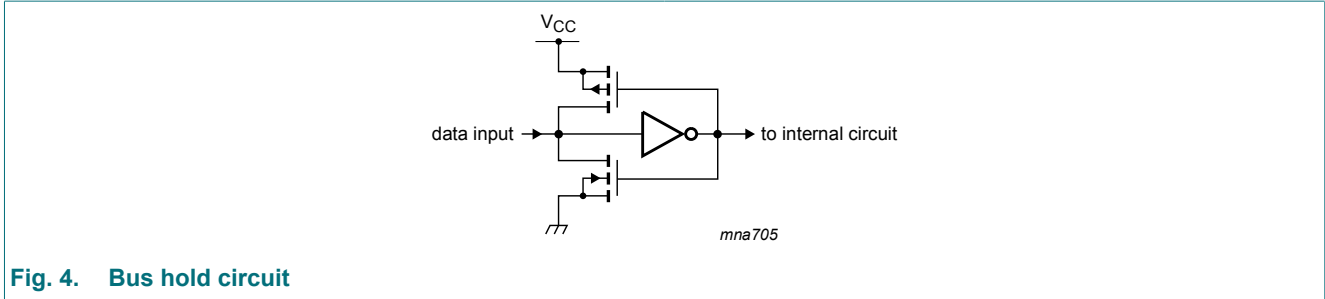 VCC
data input
to internal circuit
mna705
Fig. 4. Bus hold circuit